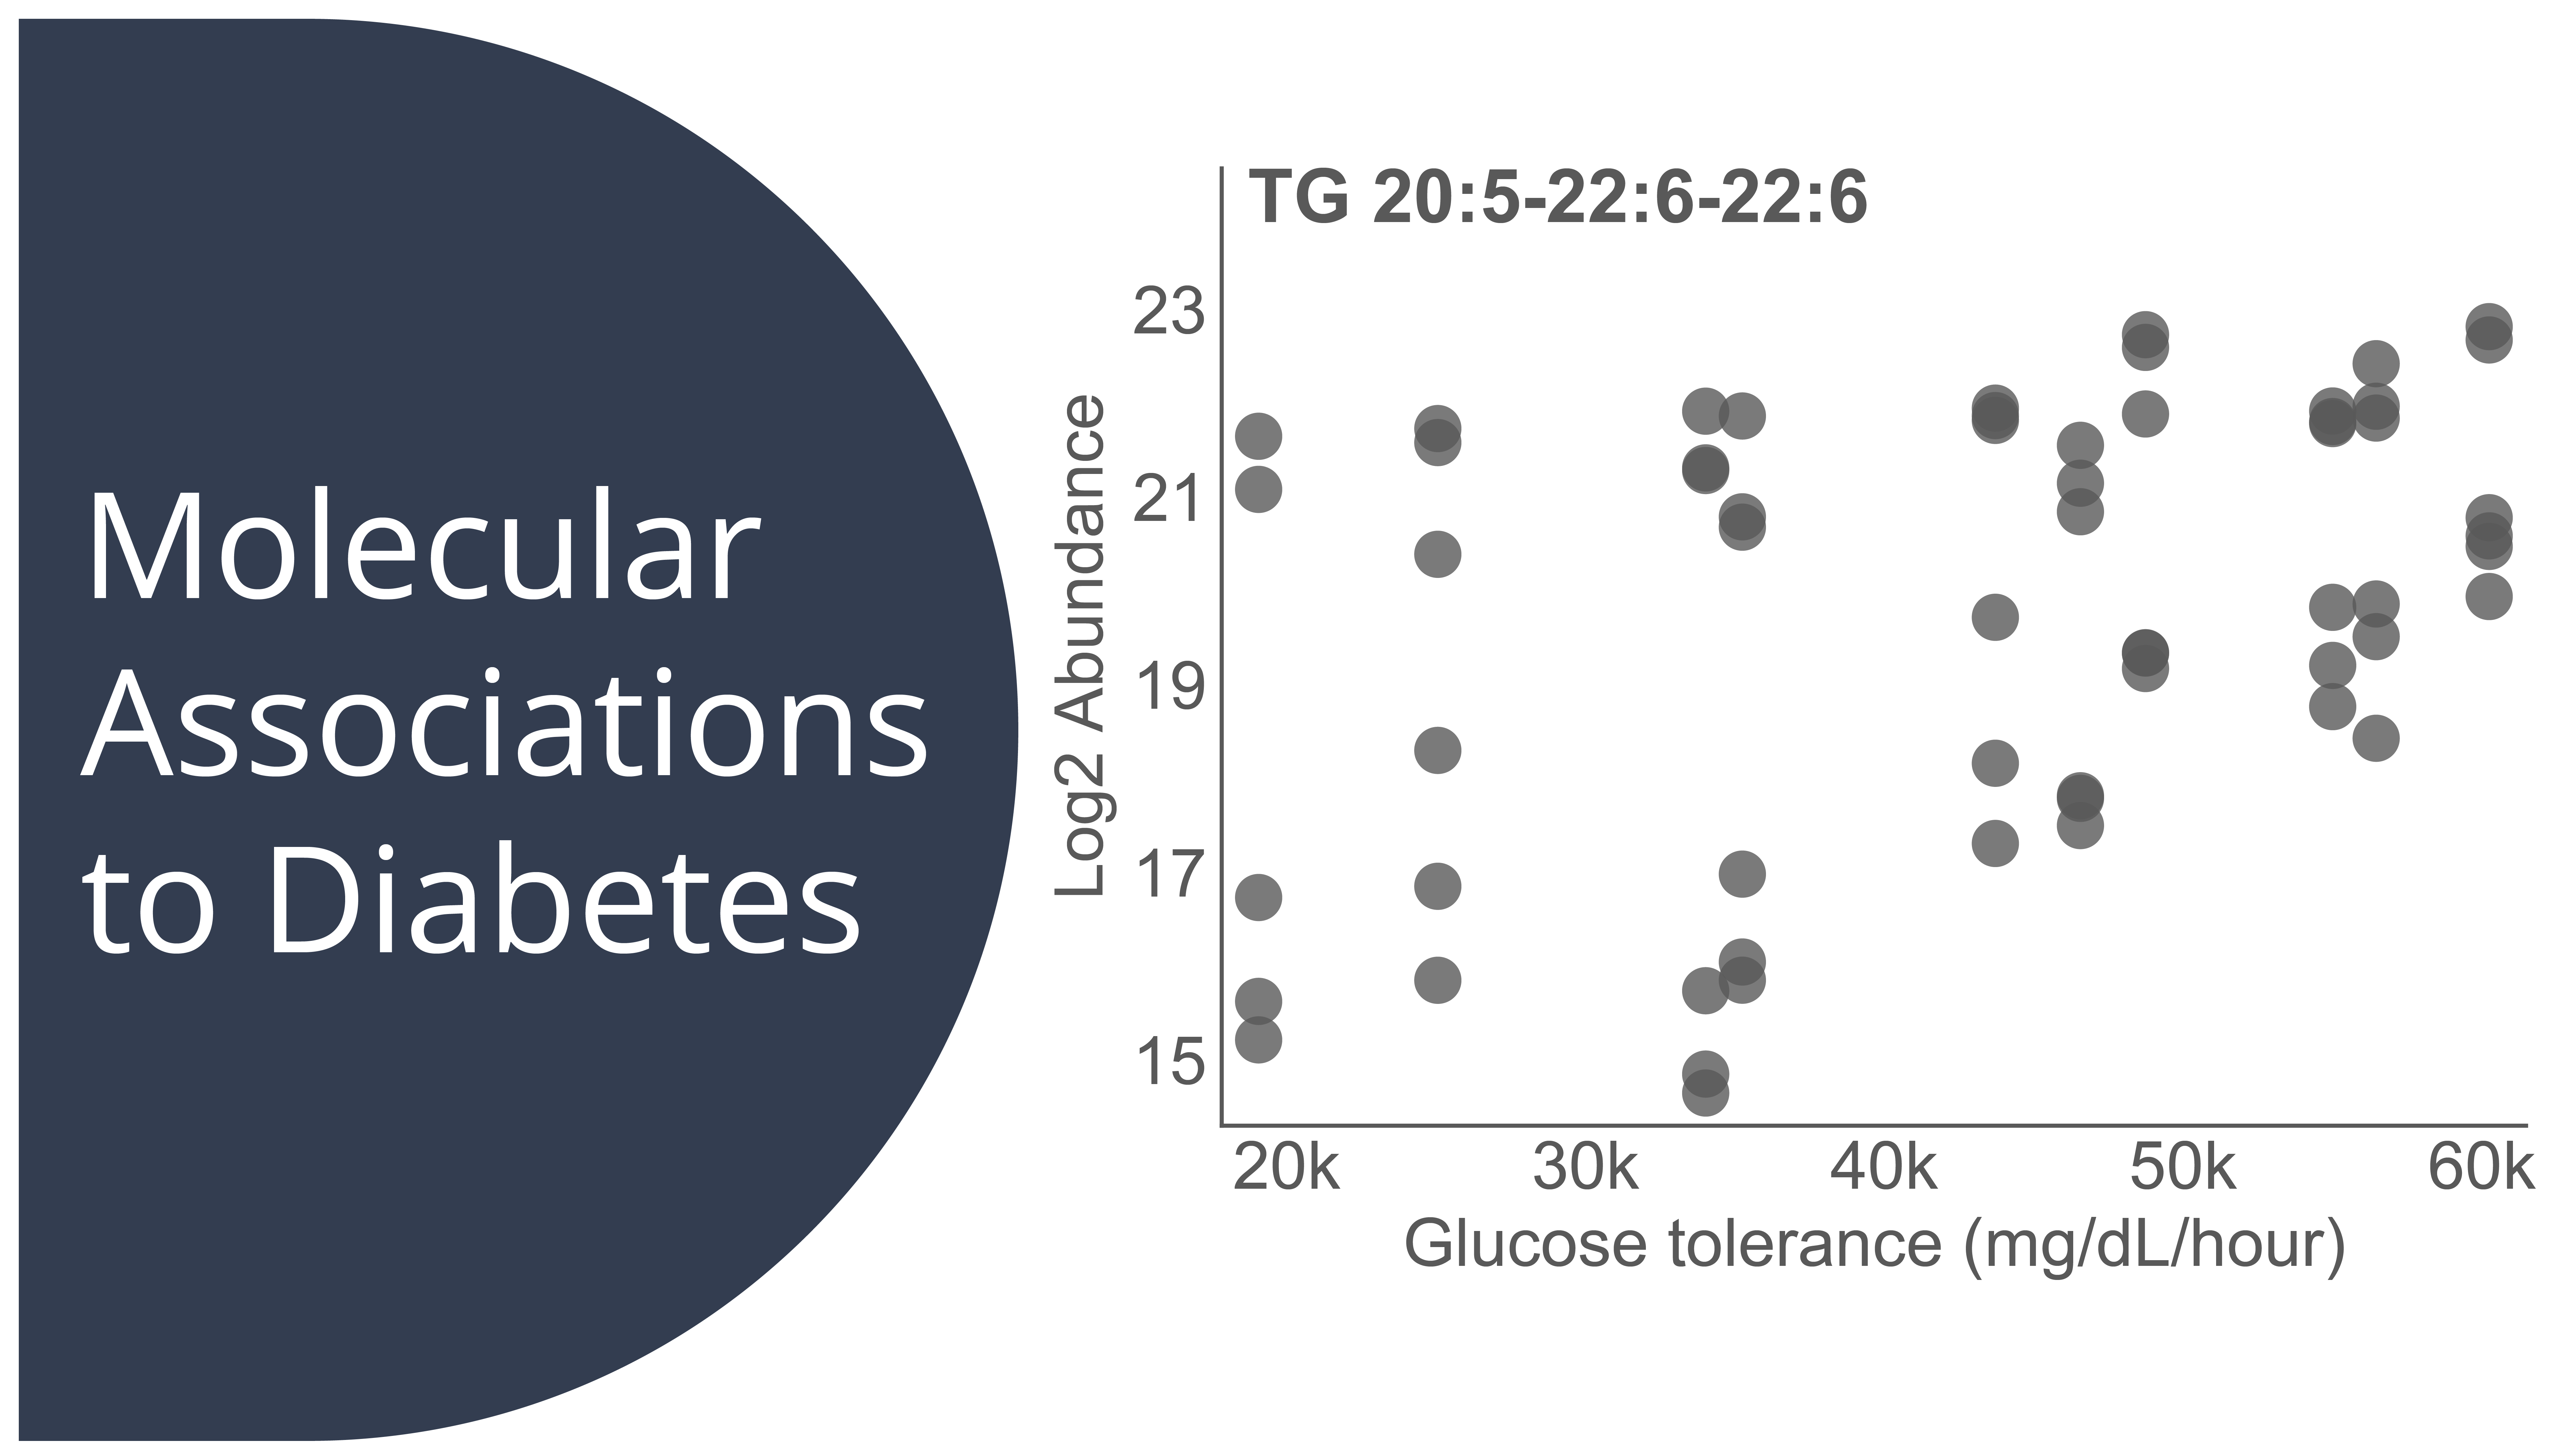 Molecular
Associations
to Diabetes
TG 20:5-22:6-22:6
Log2 Abundance
23
21
19
17
15
20k 30k 40k 50k 60k
Glucose tolerance (mg/dL/hour)